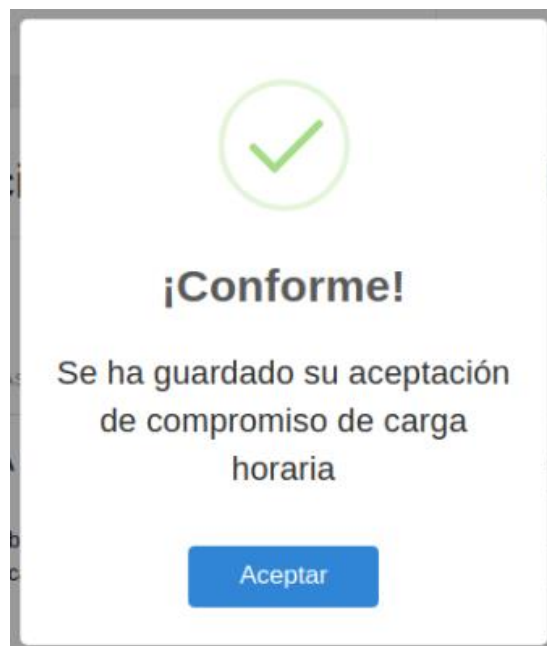 ¡Conforme!
Se ha guardado su aceptación
de compromiso de carga
horaria
Aceptar